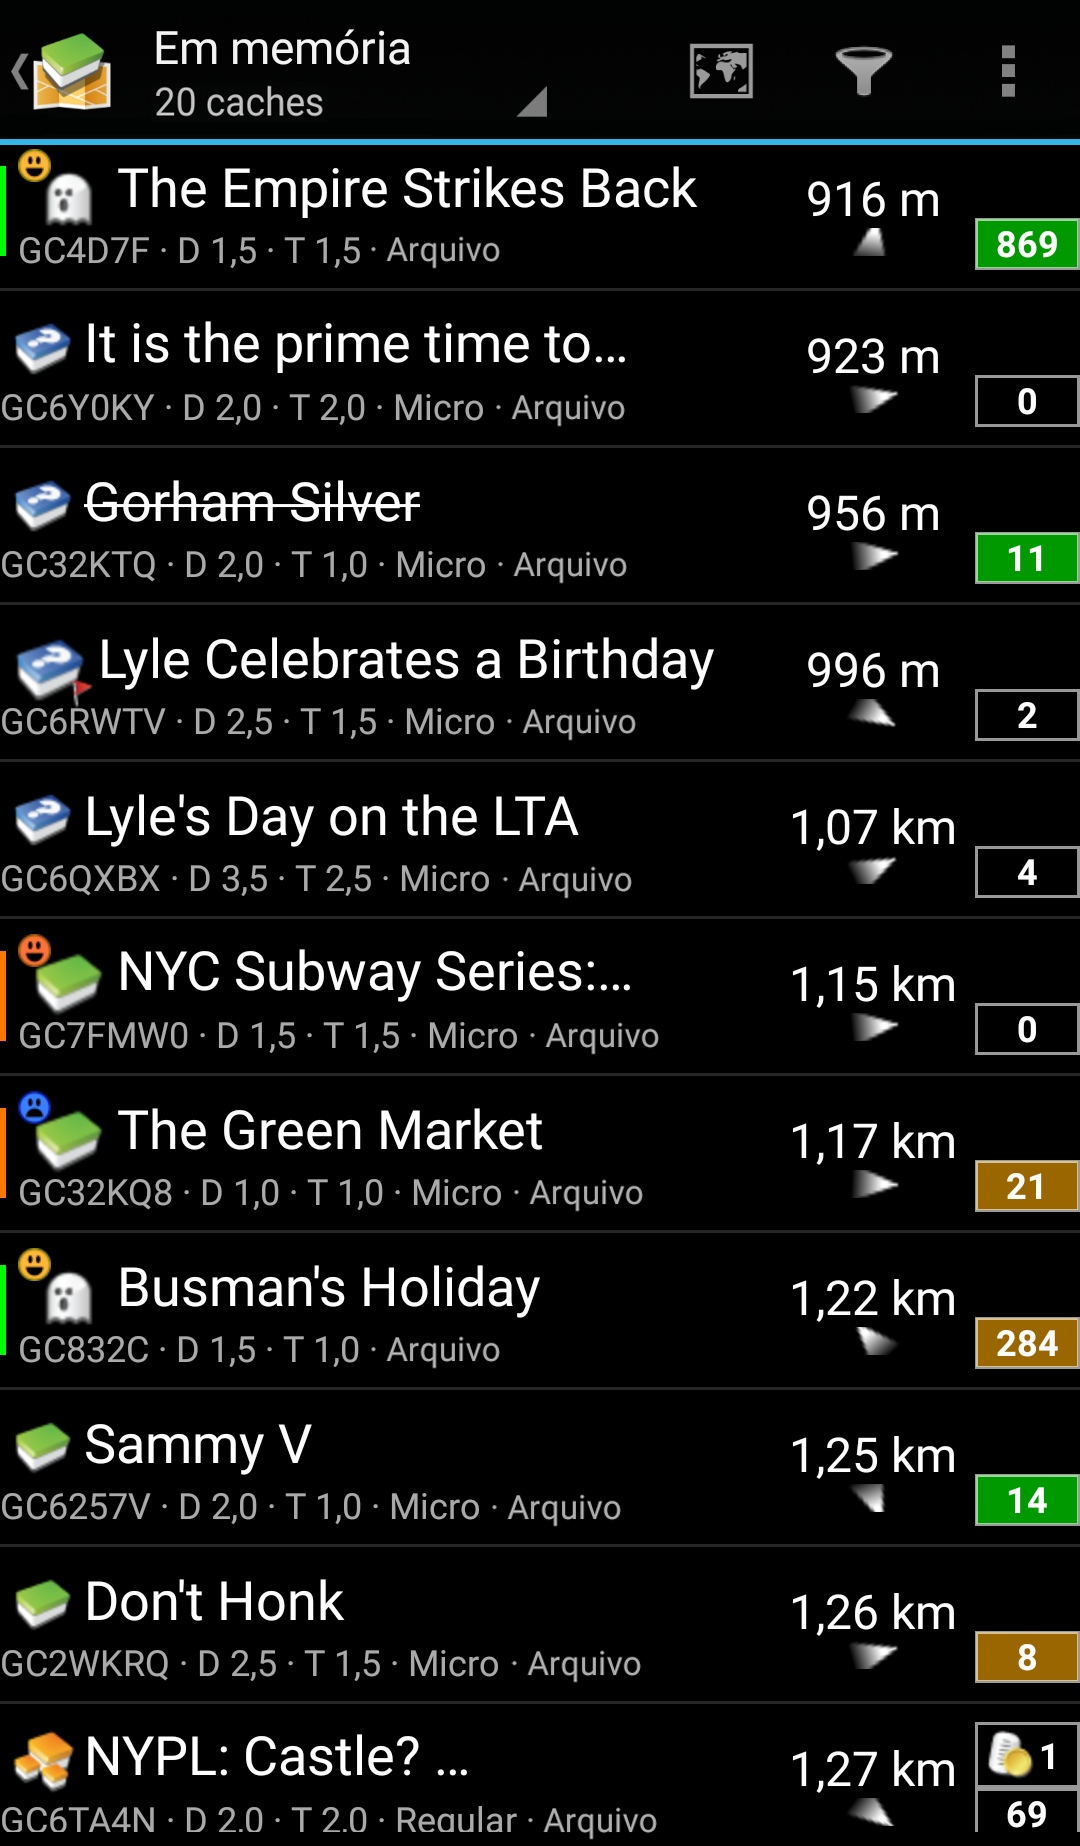 Em memória
20 caches
The Empire Strikes Back
916 m
GC4D7F · D 1,5 · T 1,5 · Arquivo
869
It is the prime time to…
923 m
GC6Y0KY · D 2,0 · T 2,0 · Micro · Arquivo
0
Gorham Silver
956 m
GC32KTQ · D 2,0 · T 1,0 · Micro · Arquivo
11
Lyle Celebrates a Birthday
996 m
GC6RWTV · D 2,5 · T 1,5 · Micro · Arquivo
2
Lyle's Day on the LTA
1,07 km
GC6QXBX · D 3,5 · T 2,5 · Micro · Arquivo
4
NYC Subway Series:…
1,15 km
GC7FMW0 · D 1,5 · T 1,5 · Micro · Arquivo
0
The Green Market
1,17 km
GC32KQ8 · D 1,0 · T 1,0 · Micro · Arquivo
21
Busman's Holiday
1,22 km
GC832C · D 1,5 · T 1,0 · Arquivo
284
Sammy V
1,25 km
GC6257V · D 2,0 · T 1,0 · Micro · Arquivo
14
Don't Honk
1,26 km
GC2WKRQ · D 2,5 · T 1,5 · Micro · Arquivo
8
NYPL: Castle? …
1,27 km
1
GC6TA4N · D 2,0 · T 2,0 · Regular · Arquivo
69